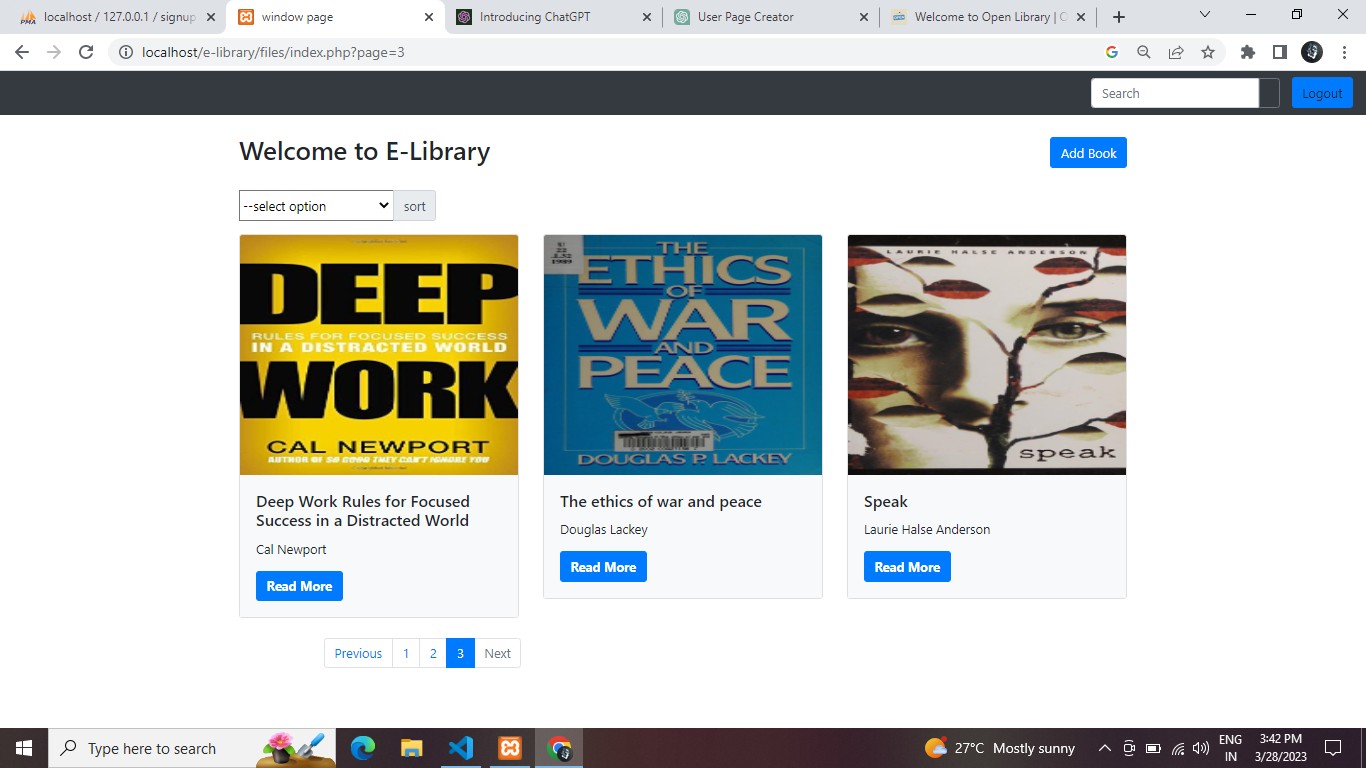 localhost / 127.0.0.1 / signup
window page
Introducing ChatGPT
User Page Creator
Welcome to Open Library | O
localhost/e-library/files/index.php?page=3
Search
Logout
Welcome to E-Library
Add Book
--select option
sort
DEEP
RULES FOR FOCUSED SUCCESS
IN A DISTRACTED WORLD
WORK
CAL NEWPORT
AUTHOR OF SO GOOD THEY CAN'T IGNORE YOU
Deep Work Rules for Focused
Success in a Distracted World
Cal Newport
Read More
U
22
.L52
1989
THE
ETHICS
OF
WAR
AND
PEACE
DOUGLAS P. LACKEY
The ethics of war and peace
Douglas Lackey
Read More
LAURIE HALSE ANDERSON
speak
Speak
Laurie Halse Anderson
Read More
Previous 1 2 3 Next
Type here to search
27°C Mostly sunny
ENG
IN
3:42 PM
3/28/2023